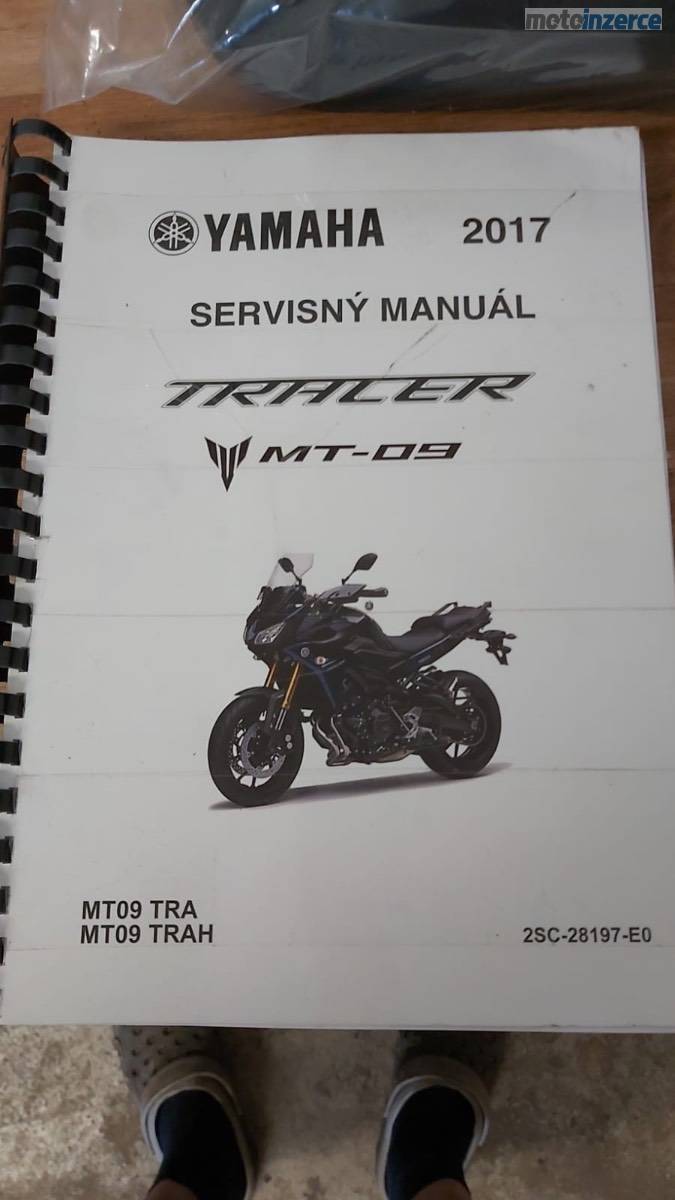 motoinzerce
YAMAHA 2017
SERVISNÝ MANUÁL
TRACER
MT-09
MT09 TRA
MT09 TRAH
2SC-28197-E0